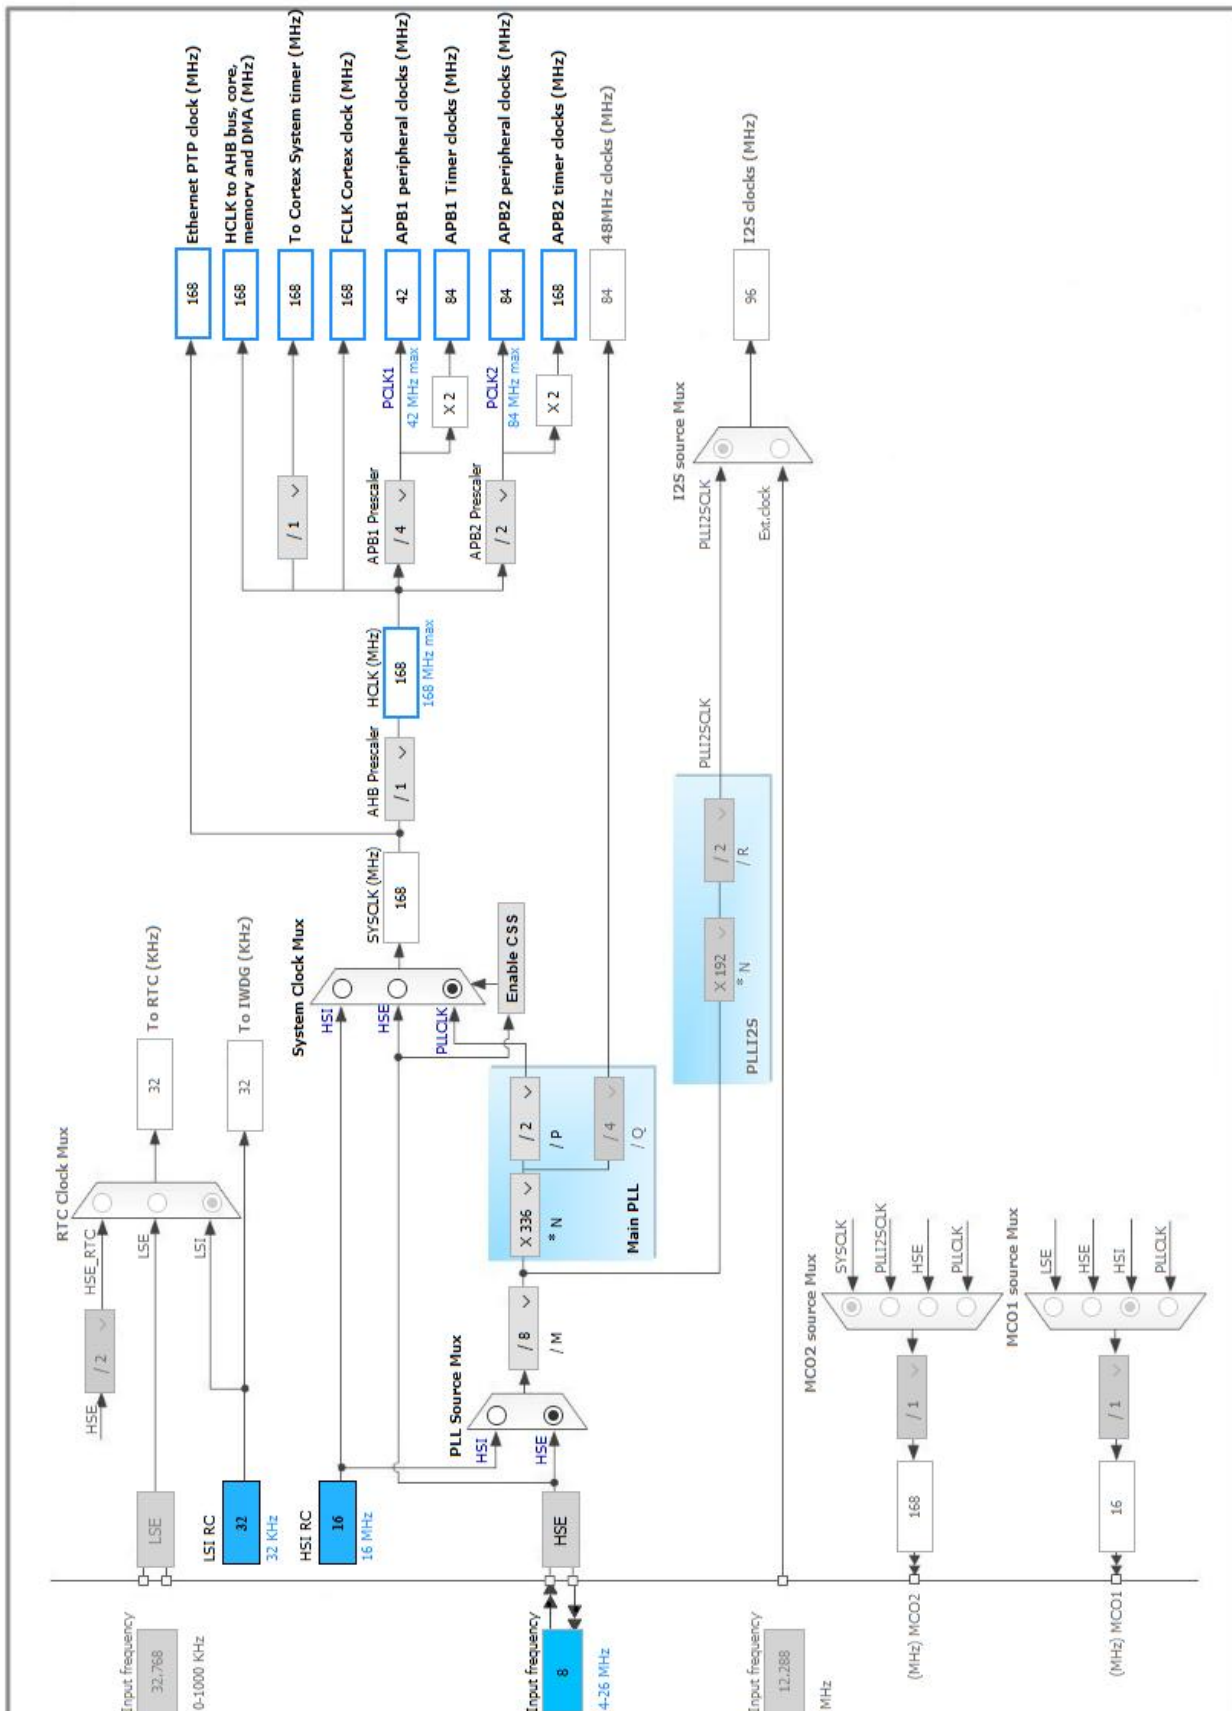 Input frequency
32.768
0-1000 KHz
LSE
LSI RC
32
32 KHz
HSI RC
16
16 MHz
Input frequency
8
4-26 MHz
HSE
Input frequency
12.288
MHz
HSE
/ 2
HSE_RTC
LSE
LSI
RTC Clock Mux
32
To RTC (KHz)
32
To IWDG (KHz)
PLL Source Mux
HSI
HSE
/ 8
/ M
X 336
* N
/ 2
/ P
/ 4
/ Q
Main PLL
System Clock Mux
HSI
HSE
PLLCLK
Enable CSS
SYSCLK (MHz)
168
AHB Prescaler
/ 1
HCLK (MHz)
168
168 MHz max
/ 1
APB1 Prescaler
/ 4
PCLK1
42 MHz max
X 2
APB2 Prescaler
/ 2
PCLK2
84 MHz max
X 2
168
Ethernet PTP clock (MHz)
168
HCLK to AHB bus, core,
memory and DMA (MHz)
168
To Cortex System timer (MHz)
168
FCLK Cortex clock (MHz)
42
APB1 peripheral clocks (MHz)
84
APB1 Timer clocks (MHz)
84
APB2 peripheral clocks (MHz)
168
APB2 timer clocks (MHz)
84
48MHz clocks (MHz)
PLLI2S
X 192
* N
/ 2
/ R
PLLI2SCLK
PLLI2SCLK
Ext.clock
I2S source Mux
96
I2S clocks (MHz)
MCO2 source Mux
SYSCLK
PLLI2SCLK
HSE
PLLCLK
/ 1
168
(MHz) MCO2
MCO1 source Mux
LSE
HSE
HSI
PLLCLK
/ 1
16
(MHz) MCO1